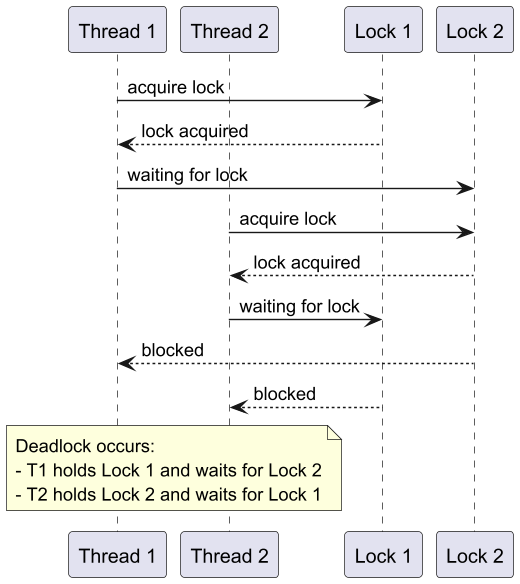 Thread 1
Thread 2
Lock 1
Lock 2
acquire lock
lock acquired
waiting for lock
acquire lock
lock acquired
waiting for lock
blocked
blocked
Deadlock occurs:
- T1 holds Lock 1 and waits for Lock 2
- T2 holds Lock 2 and waits for Lock 1
Thread 1
Thread 2
Lock 1
Lock 2